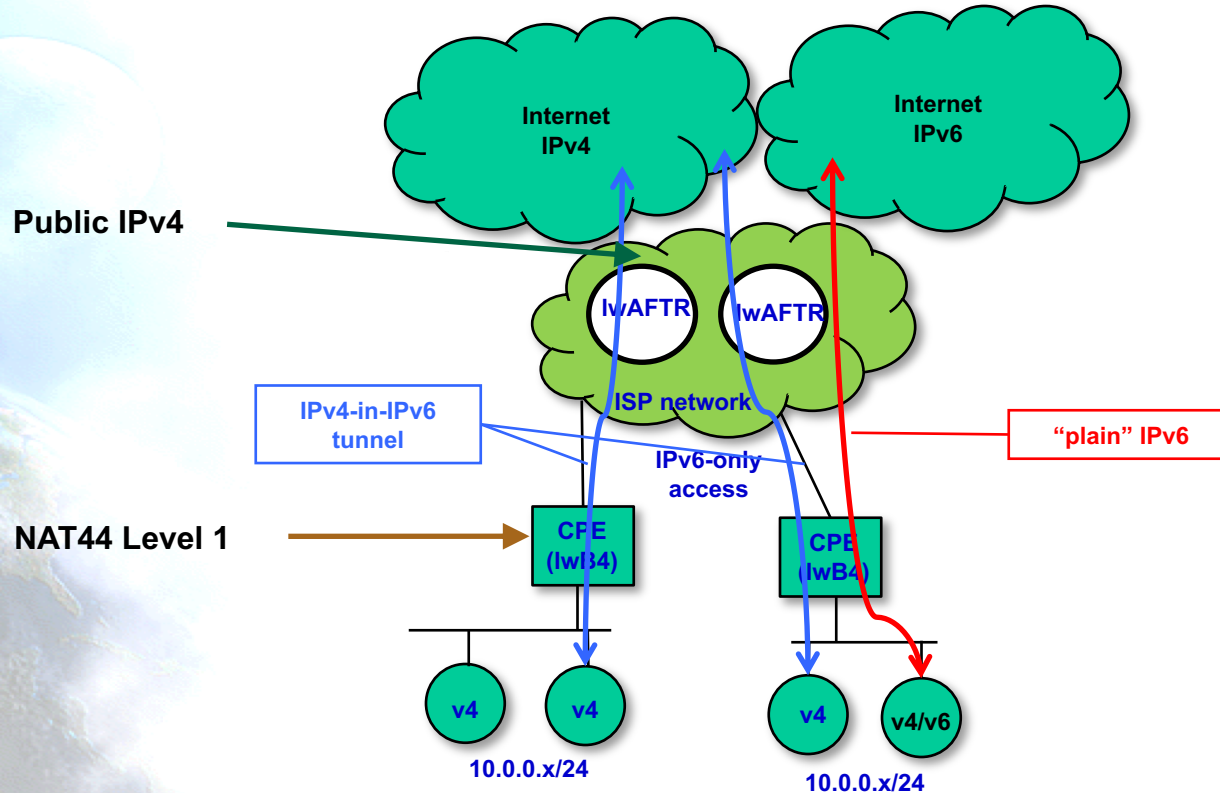 Internet
IPv4
Internet
IPv6
Public IPv4
lwAFTR
lwAFTR
ISP network
IPv4-in-IPv6
tunnel
“plain” IPv6
IPv6-only
access
NAT44 Level 1
CPE
(lwB4)
CPE
(lwB4)
v4
v4
v4
v4/v6
10.0.0.x/24
10.0.0.x/24